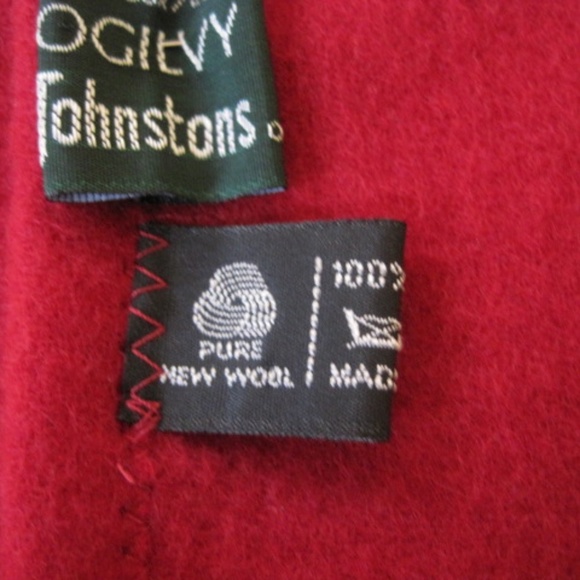 OGILVY
Johnstons o
PURE
NEW WOOL
100%
MAD